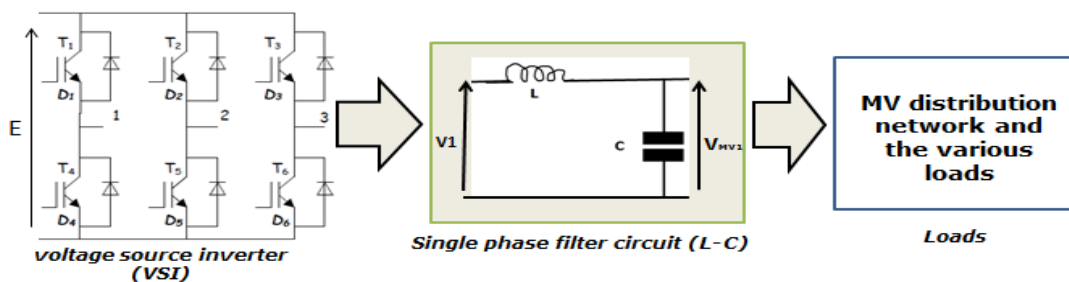 E
T1
T2
T3
D1
D2
D3
1
2
3
T4
T5
T6
D4
D5
D6
voltage source inverter
(VSI)
L
V1
C
VMV1
Single phase filter circuit (L-C)
MV distribution
network and
the various
loads
Loads